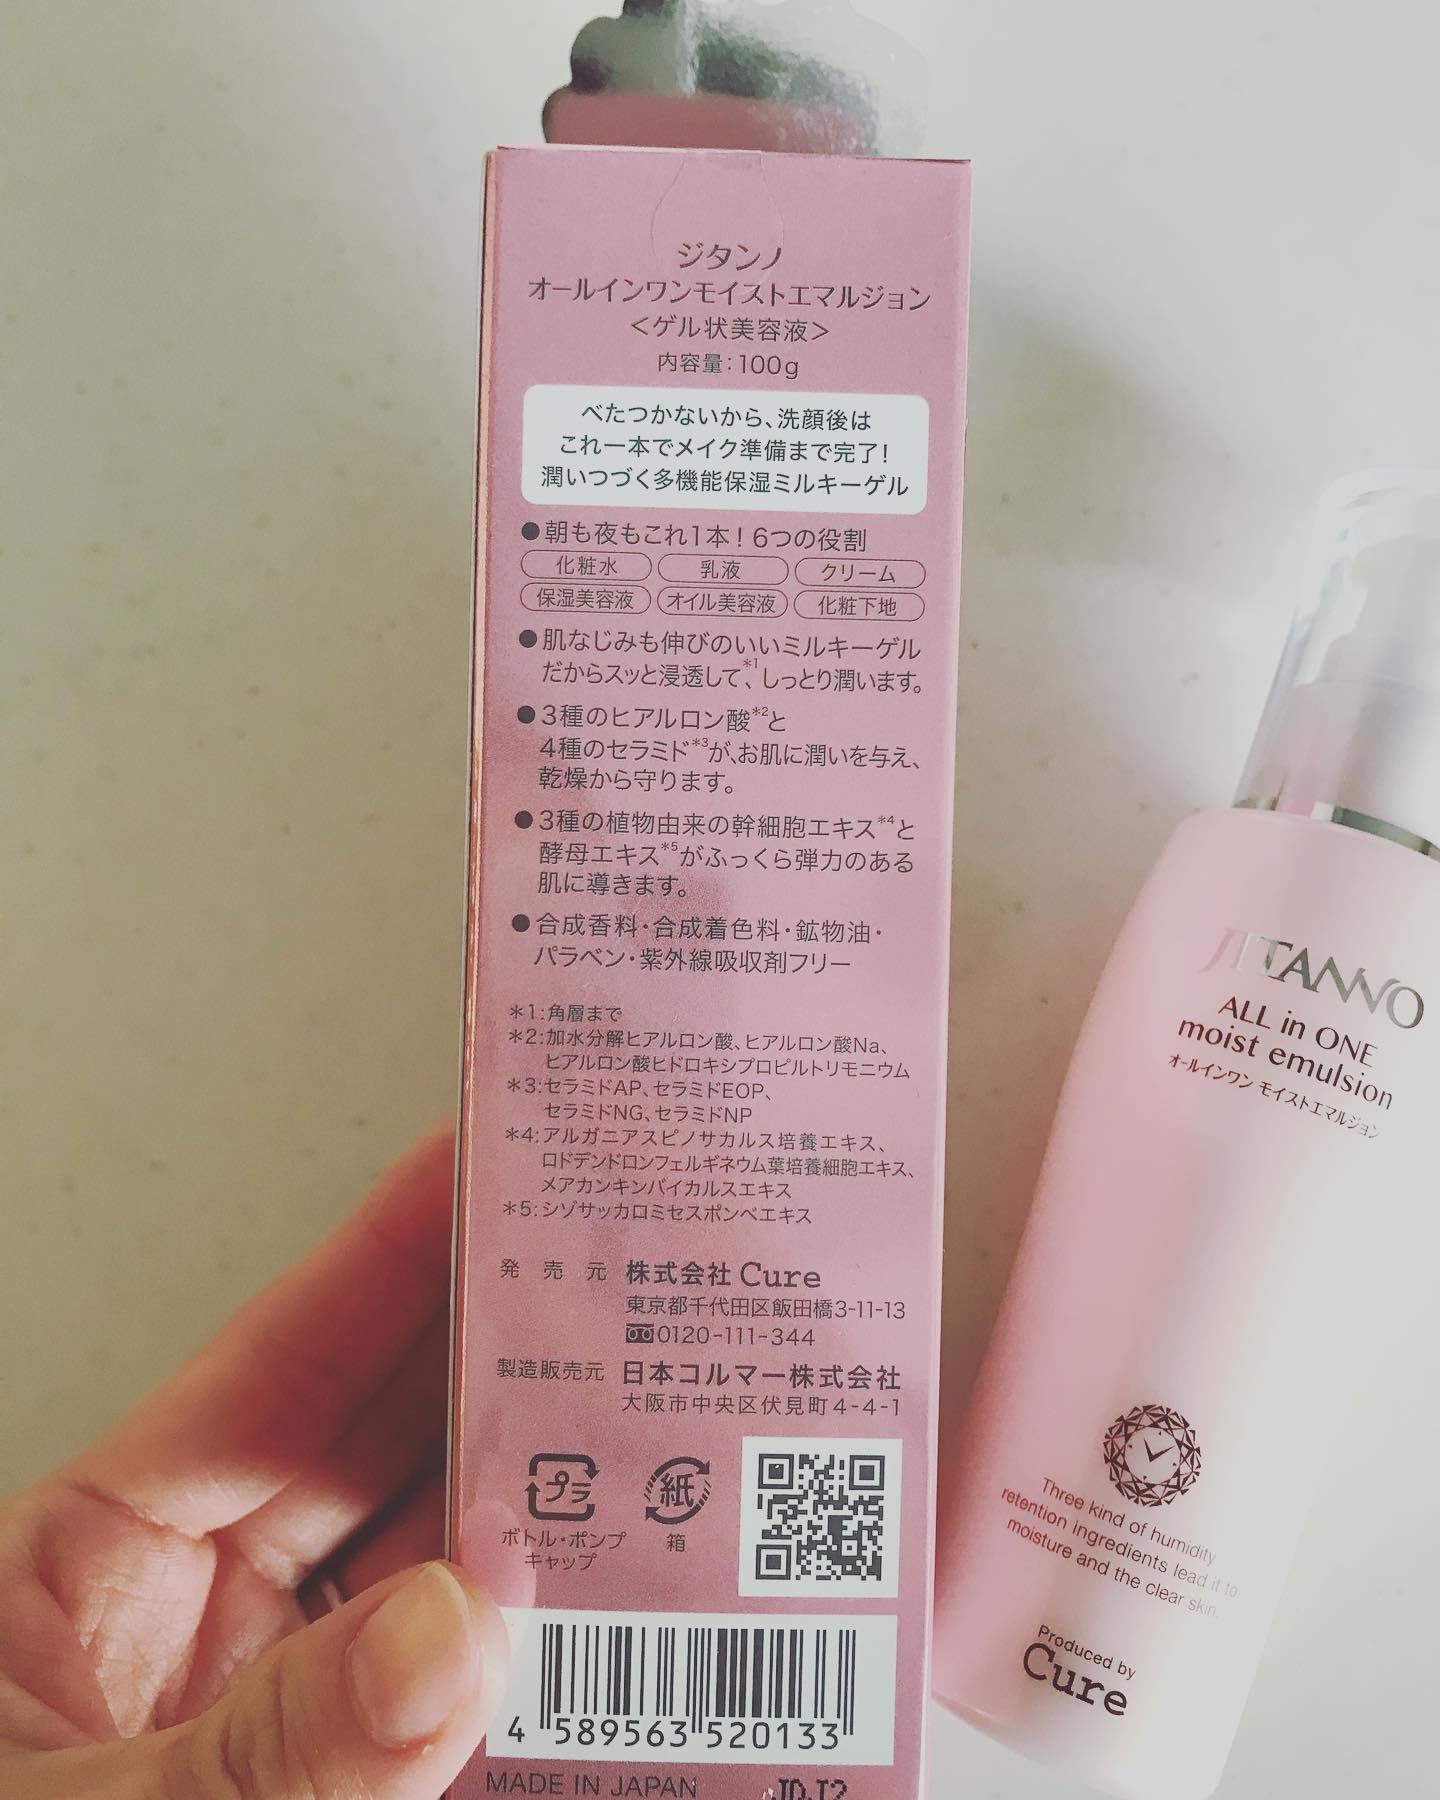 ジタンノ
オールインワンモイストエマルジョン
＜ゲル状美容液＞
内容量：100g
べたつかないから、洗顔後は
これ一本でメイク準備まで完了！
潤いつづく多機能保湿ミルキーゲル
●朝も夜もこれ1本！6つの役割
化粧水 乳液 クリーム
保湿美容液 オイル美容液 化粧下地
●肌なじみも伸びのいいミルキーゲル
だからスッと浸透して*1、しっとり潤います。
●3種のヒアルロン酸*2と
4種のセラミド*3が、お肌に潤いを与え、
乾燥から守ります。
●3種の植物由来の幹細胞エキス*4と
酵母エキス*5がふっくら弾力のある
肌に導きます。
●合成香料・合成着色料・鉱物油・
パラベン・紫外線吸収剤フリー
*1：角層まで
*2：加水分解ヒアルロン酸、ヒアルロン酸Na、
ヒアルロン酸ヒドロキシプロピルトリモニウム
*3：セラミドAP、セラミドEOP、
セラミドNG、セラミドNP
*4：アルガニアスピノサカルス培養エキス、
ロドデンドロンフェルギネウム葉培養細胞エキス、
メアカンキンバイカルスエキス
*5：シゾサッカロミセスポンベエキス
発売元 株式会社 Cure
東京都千代田区飯田橋3-11-13
0120-111-344
製造販売元 日本コルマー株式会社
大阪市中央区伏見町4-4-1
プラ 紙
ボトル・ポンプ 箱
キャップ
4 589563 520133
MADE IN JAPAN
JITANNO
ALL in ONE
moist emulsion
オールインワン モイストエマルジョン
Three kind of humidity
retention ingredients lead it to
moisture and the clear skin.
Produced by
Cure